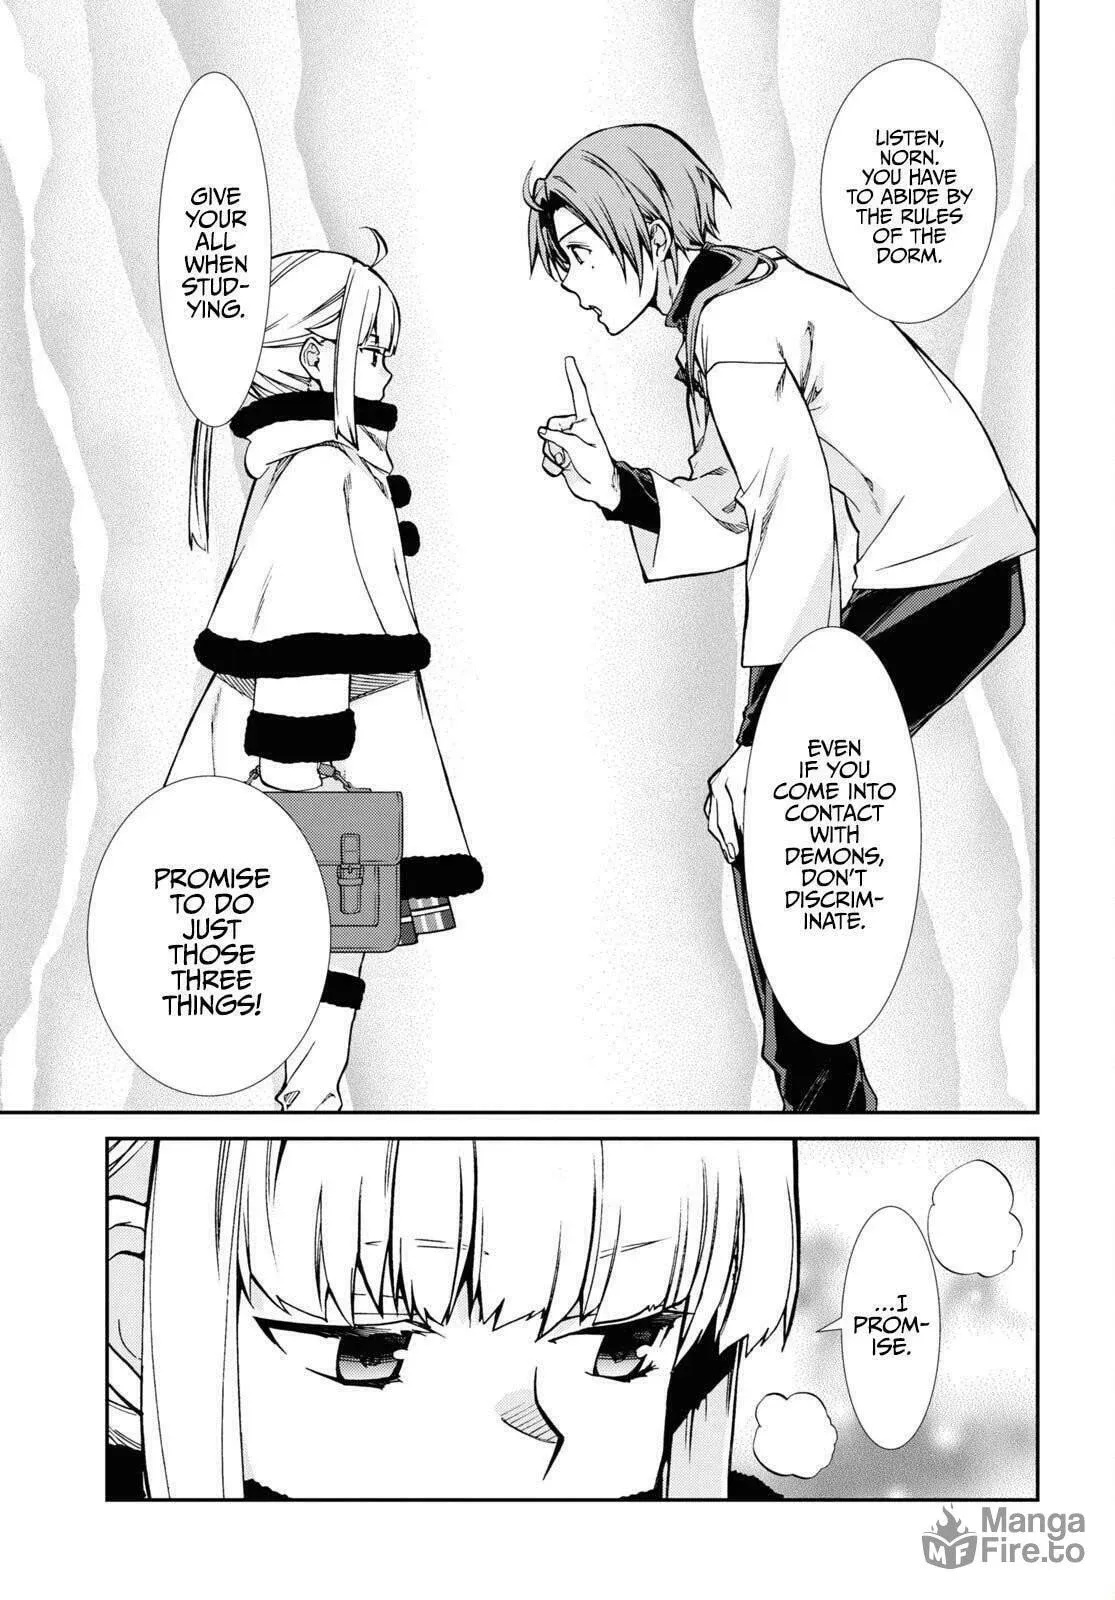 LISTEN,
NORN.
YOU HAVE
TO ABIDE BY
THE RULES
OF THE
DORM.
GIVE
YOUR
ALL WHEN
STUD-
YING.
EVEN
IF YOU
COME INTO
CONTACT
WITH
DEMONS,
DON'T
DISCRIM-
INATE.
PROMISE
TO DO
JUST
THOSE
THREE
THINGS!
...I
PROM-
ISE.
MF
Manga
Fire.to